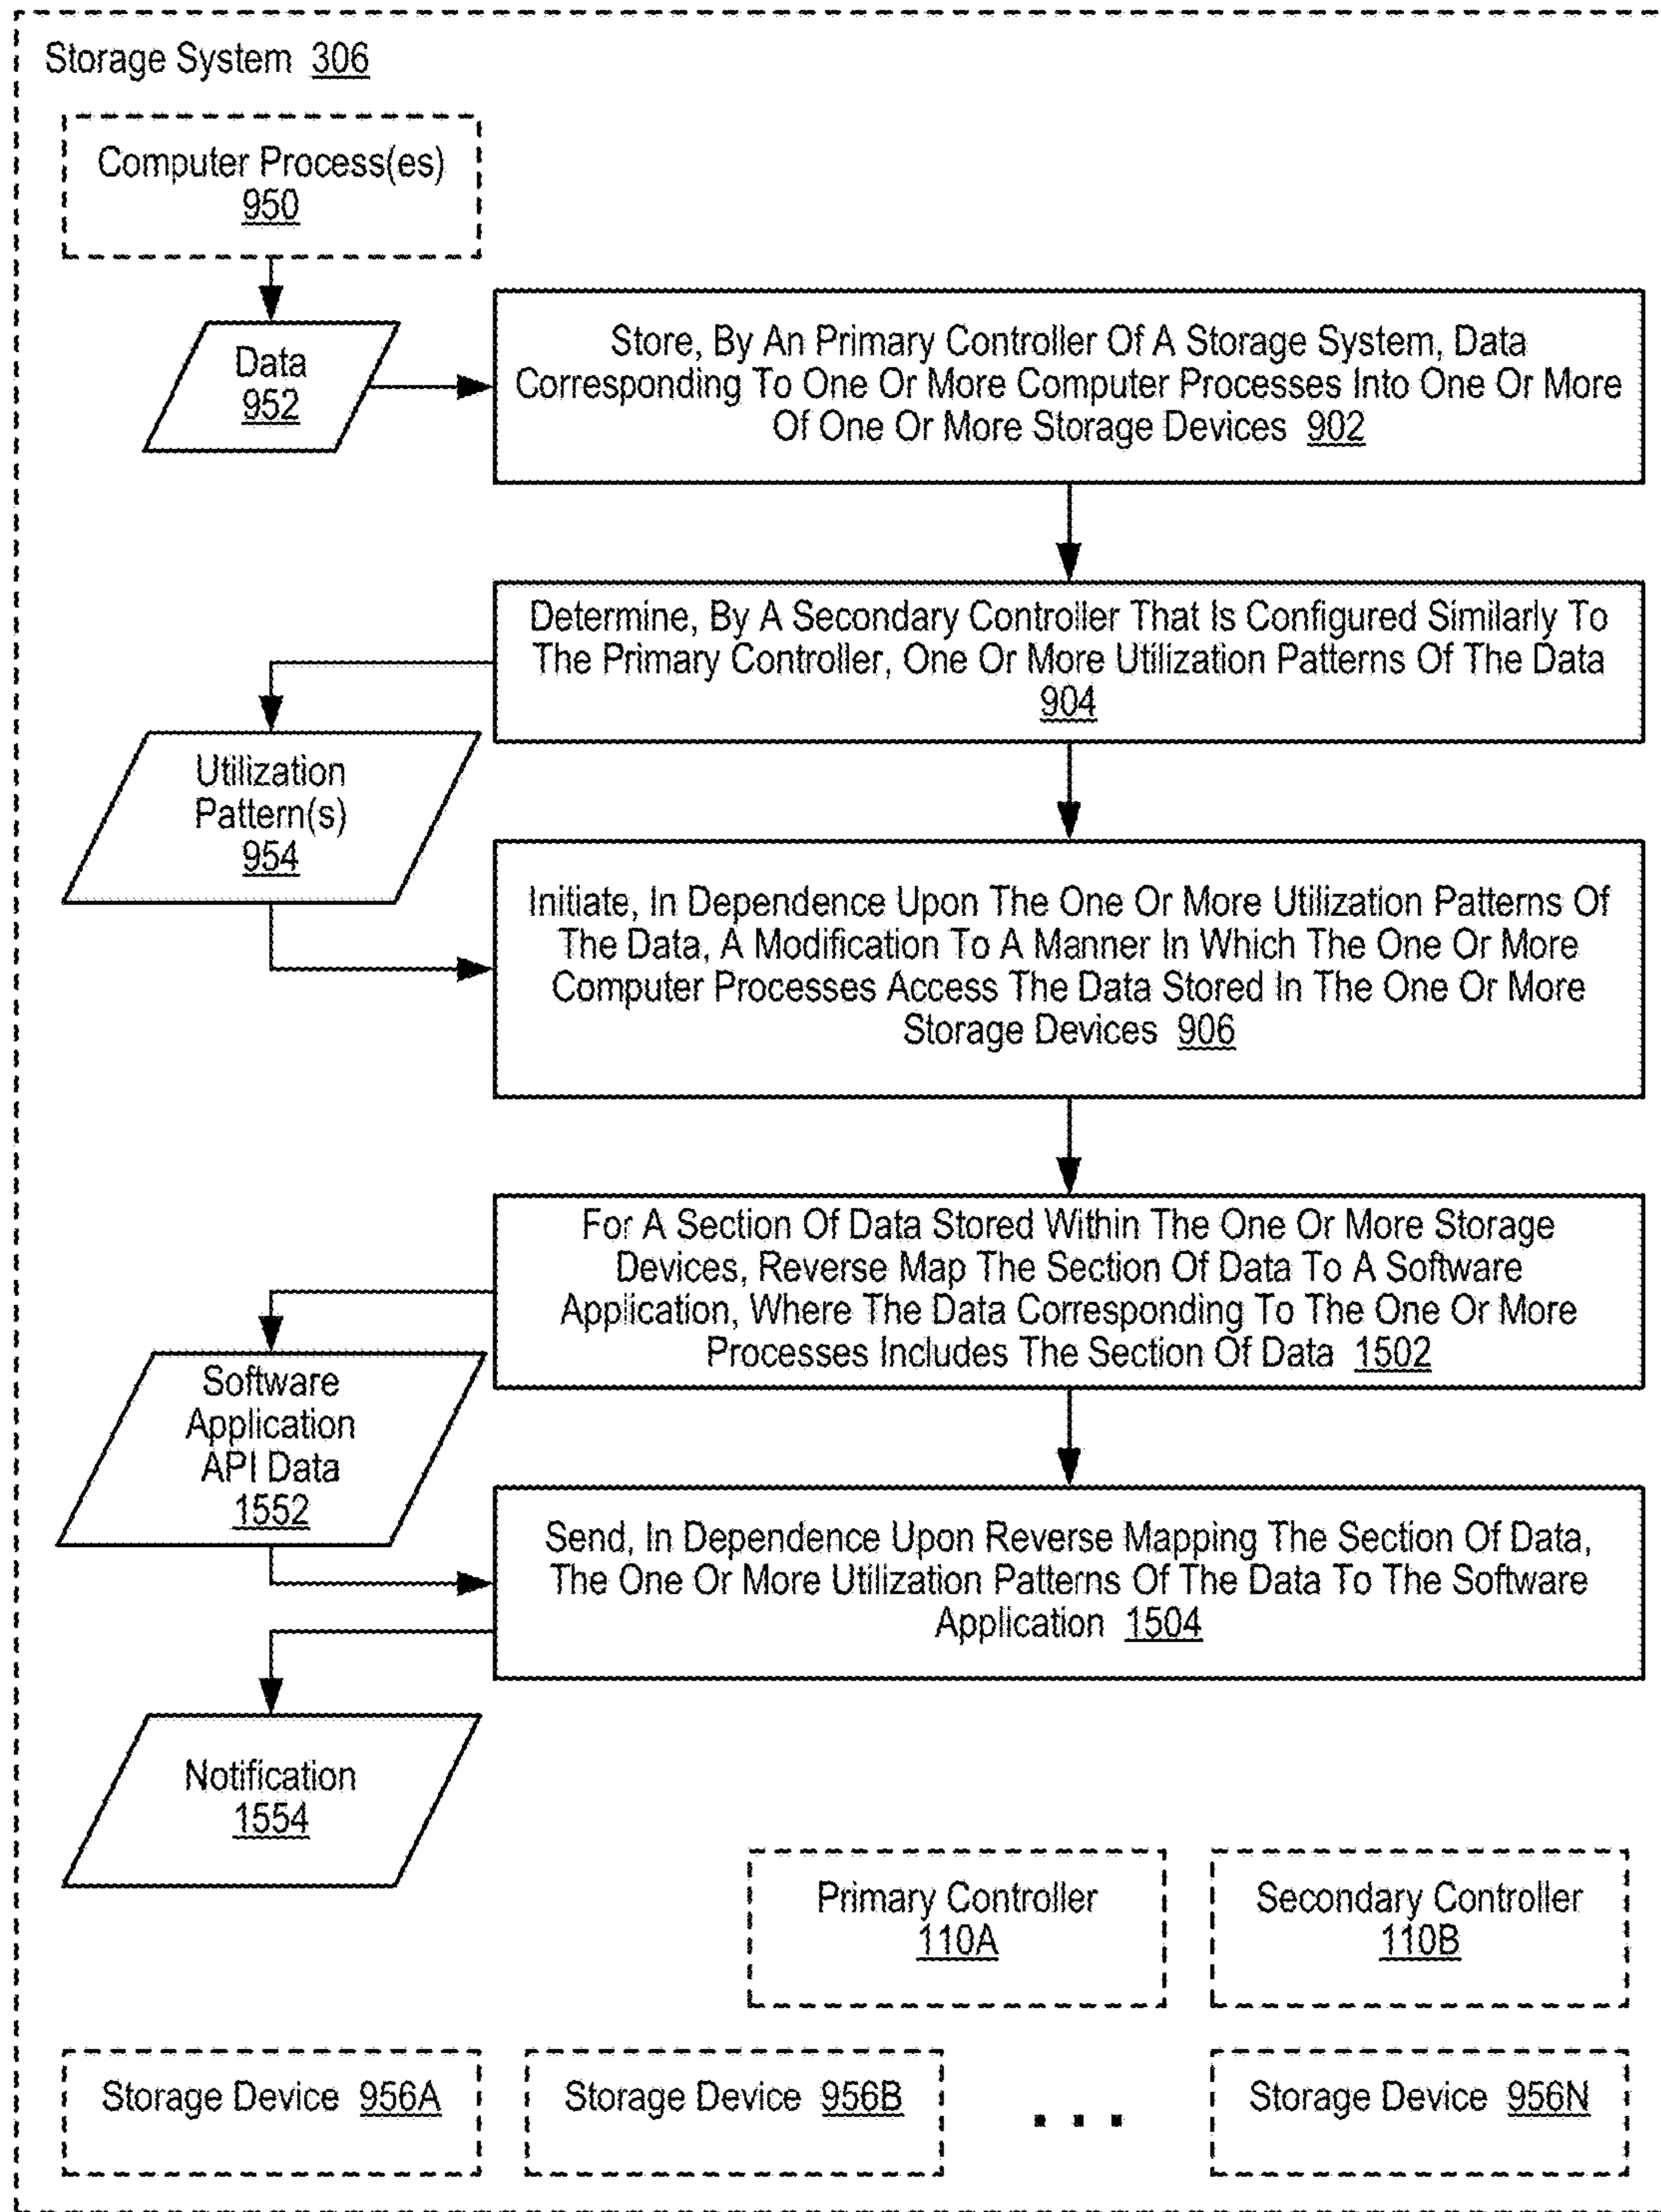 Storage System 306
Computer Process(es)
950
Data
952
Store, By An Primary Controller Of A Storage System, Data
Corresponding To One Or More Computer Processes Into One Or More
Of One Or More Storage Devices 902
Determine, By A Secondary Controller That Is Configured Similarly To
The Primary Controller, One Or More Utilization Patterns Of The Data
904
Utilization
Pattern(s)
954
Initiate, In Dependence Upon The One Or More Utilization Patterns Of
The Data, A Modification To A Manner In Which The One Or More
Computer Processes Access The Data Stored In The One Or More
Storage Devices 906
For A Section Of Data Stored Within The One Or More Storage
Devices, Reverse Map The Section Of Data To A Software
Application, Where The Data Corresponding To The One Or More
Processes Includes The Section Of Data 1502
Software
Application
API Data
1552
Send, In Dependence Upon Reverse Mapping The Section Of Data,
The One Or More Utilization Patterns Of The Data To The Software
Application 1504
Notification
1554
Primary Controller
110A
Secondary Controller
110B
Storage Device 956A
Storage Device 956B
. . .
Storage Device 956N